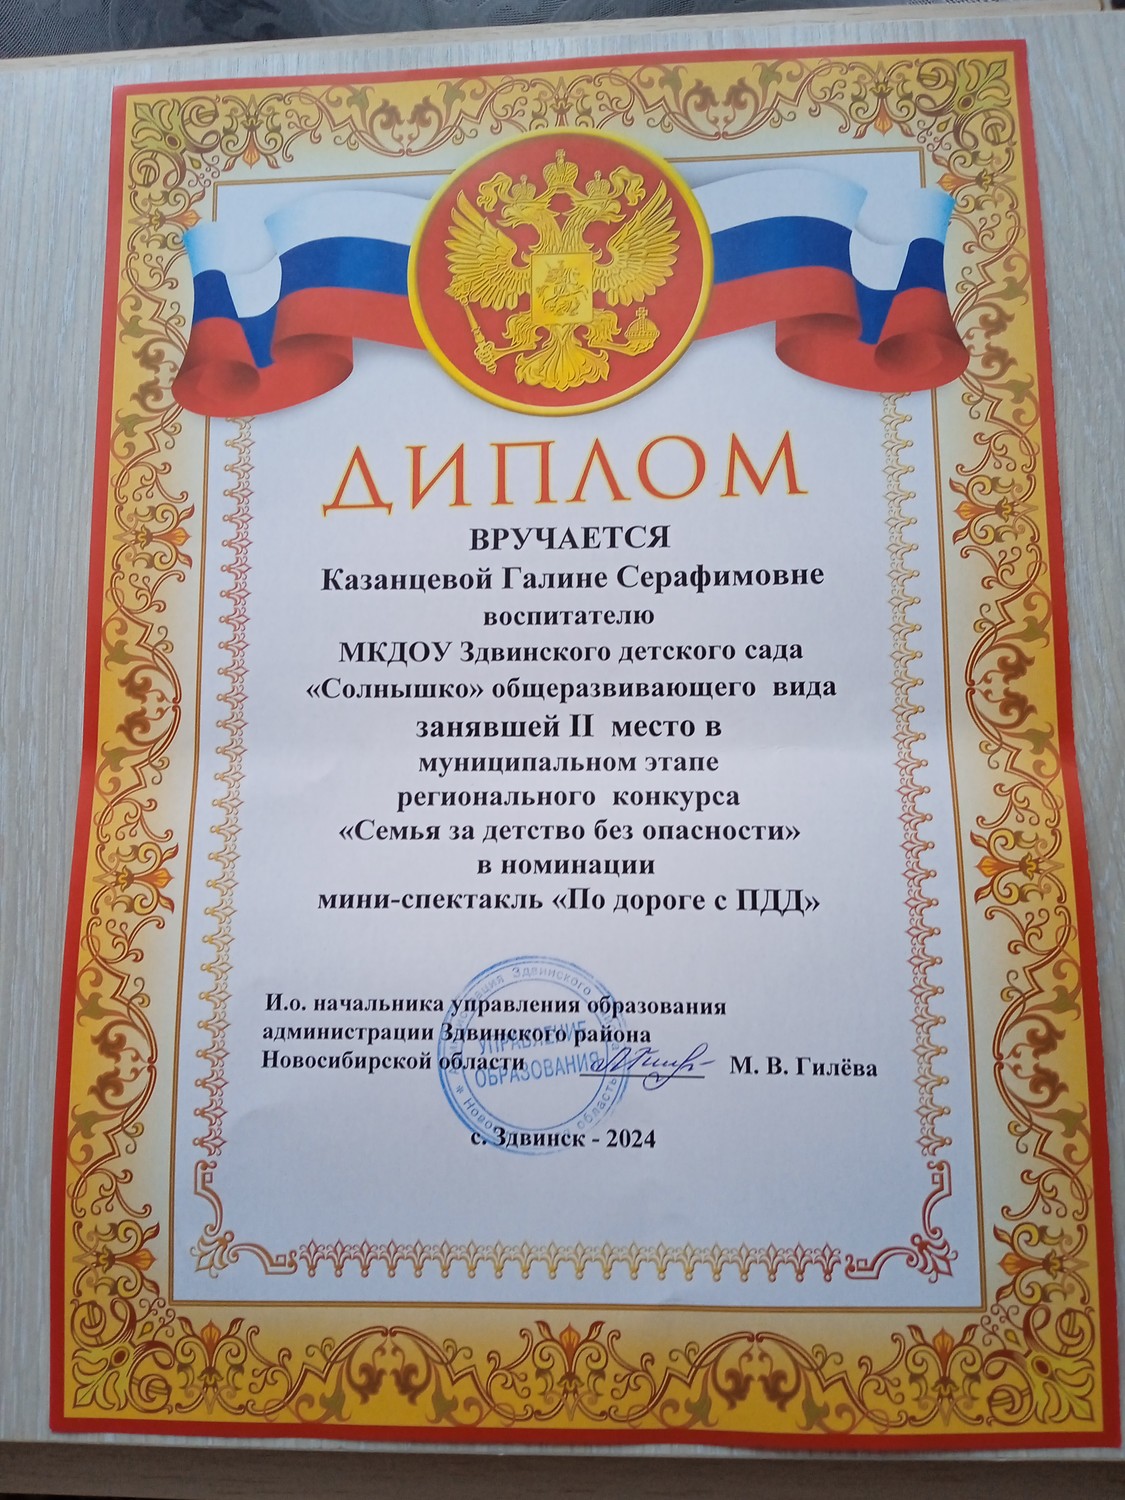 ДИПЛОМ
ВРУЧАЕТСЯ
Казанцевой Галине Серафимовне
воспитателю
МКДОУ Здвинского детского сада
«Солнышко» общеразвивающего вида
занявшей II место в
муниципальном этапе
регионального конкурса
«Семья за детство без опасности»
в номинации
мини-спектакль «По дороге с ПДД»
И.о. начальника управления образования
администрации Здвинского района
Новосибирской области М. В. Гилёва
УПРАВЛЕНИЕ
ОБРАЗОВАНИЯ
с. Здвинск - 2024